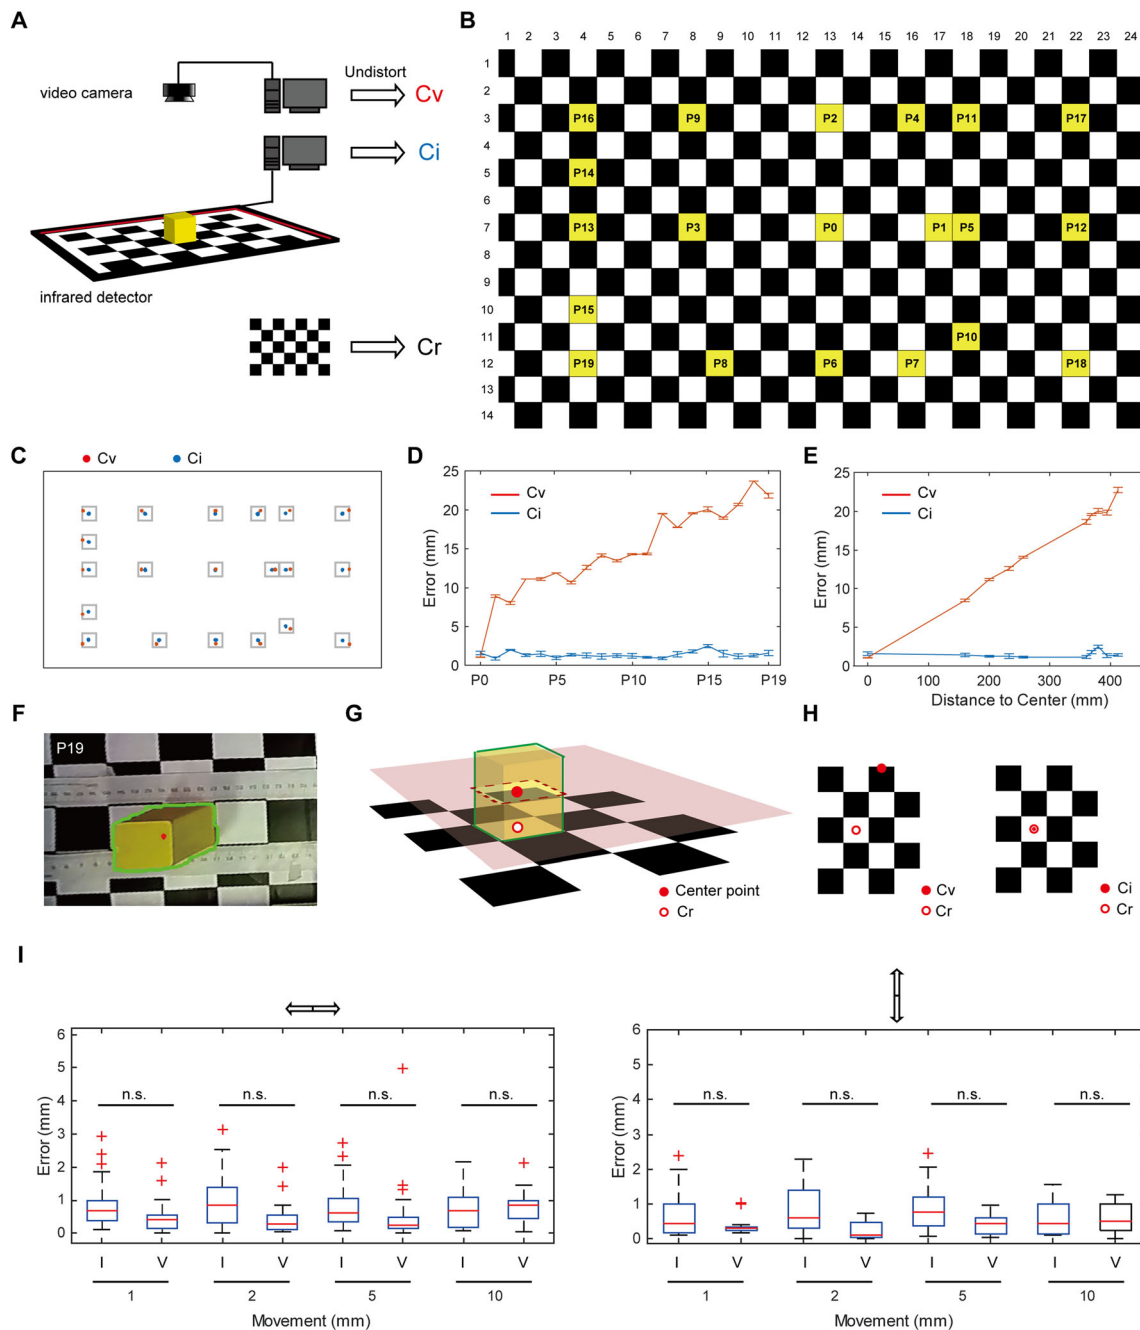 A
video camera
Undistort
Cv
Ci
infrared detector
Cr
B
1 2 3 4 5 6 7 8 9 10 11 12 13 14 15 16 17 18 19 20 21 22 23 24
1
2
3 P16 P9 P2 P4 P11 P17
4
5 P14
6
7 P13 P3 P0 P1 P5 P12
8
9
10 P15
11 P10
12 P19 P8 P6 P7 P18
13
14
C
Cv Ci
D
25
20
15
10
5
0
Error (mm)
Cv
Ci
P0 P5 P10 P15 P19
E
25
20
15
10
5
0
Error (mm)
Cv
Ci
0 100 200 300 400
Distance to Center (mm)
F
P19
G
Center point
Cr
H
Cv
Cr
Ci
Cr
I
6
5
4
3
2
1
0
Error (mm)
n.s. n.s. n.s. n.s.
I V I V I V I V
1 2 5 10
Movement (mm)
6
5
4
3
2
1
0
Error (mm)
n.s. n.s. n.s. n.s.
I V I V I V I V
1 2 5 10
Movement (mm)